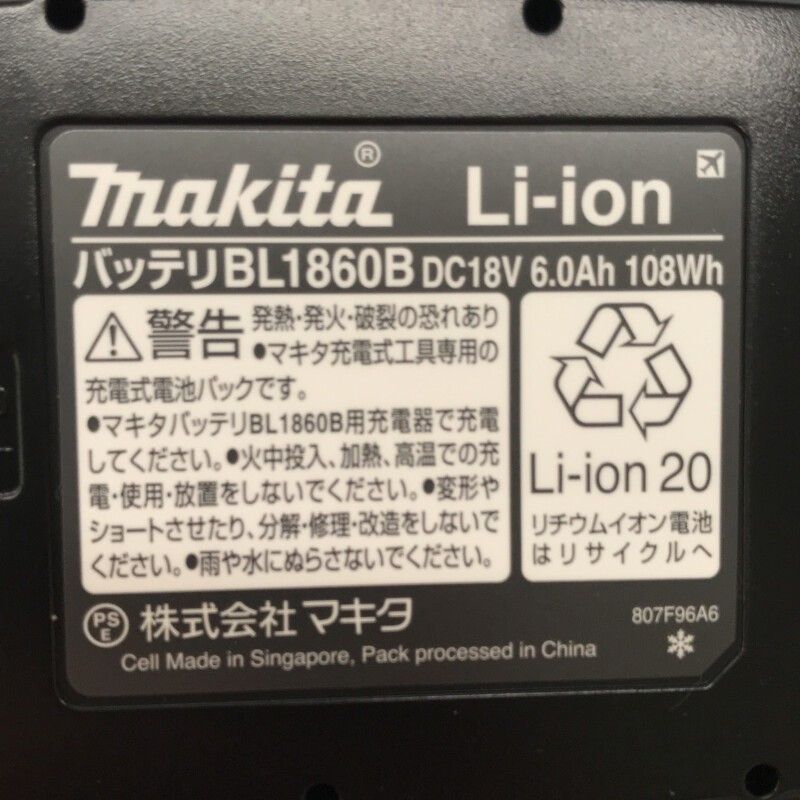 makita® Li-ion
バッテリBL1860B DC18V 6.0Ah 108Wh
警告 発熱・発火・破裂の恐れあり
●マキタ充電式工具専用の
充電式電池パックです。
●マキタバッテリBL1860B用充電器で充電
してください。●火中投入、加熱、高温での充
電・使用・放置をしないでください。●変形や
ショートさせたり、分解・修理・改造をしないで
ください。●雨や水にぬらさないでください。
Li-ion 20
リチウムイオン電池
はリサイクルへ
PSE 株式会社 マキタ
807F96A6
Cell Made in Singapore, Pack processed in China